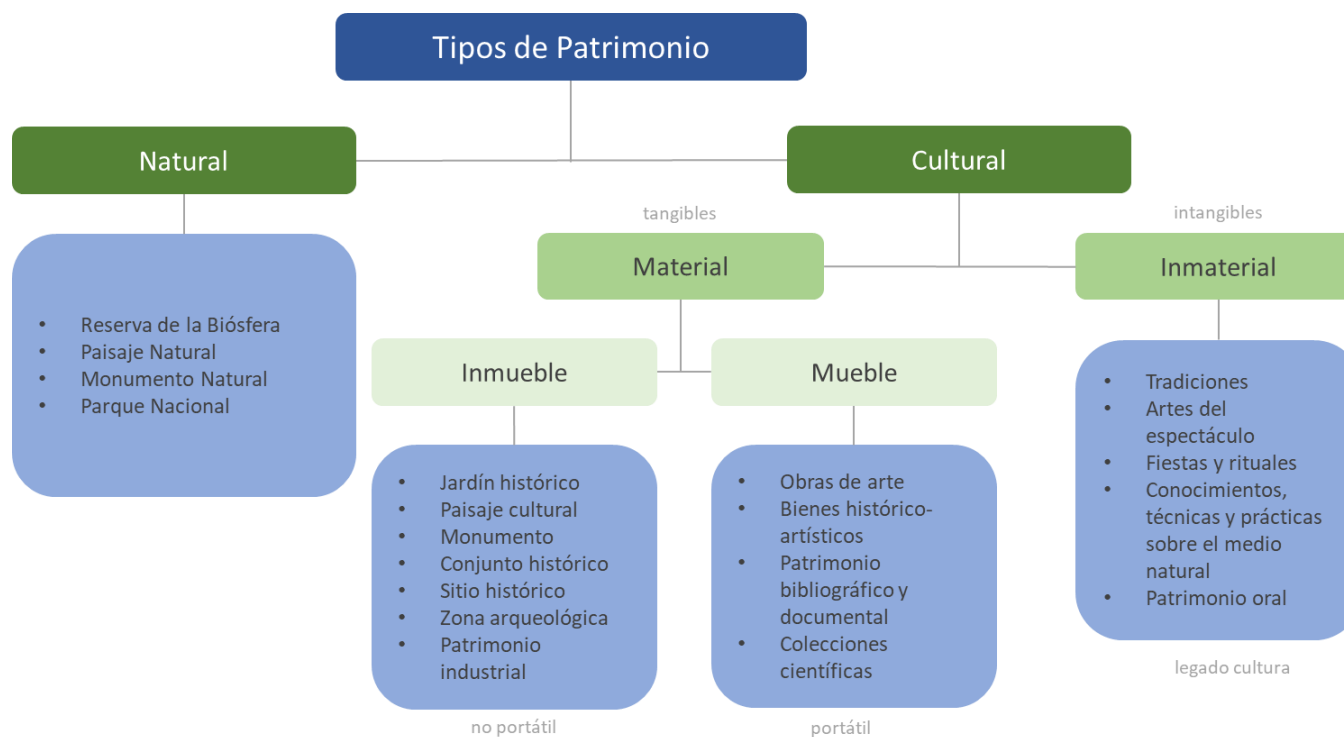 Tipos de Patrimonio
Natural
Cultural
tangibles
intangibles
Material
Inmaterial
• Reserva de la Biósfera
• Paisaje Natural
• Monumento Natural
• Parque Nacional
Inmueble
Mueble
• Jardín histórico
• Paisaje cultural
• Monumento
• Conjunto histórico
• Sitio histórico
• Zona arqueológica
• Patrimonio
industrial
no portátil
• Obras de arte
• Bienes histórico-
artísticos
• Patrimonio
bibliográfico y
documental
• Colecciones
científicas
portátil
• Tradiciones
• Artes del
espectáculo
• Fiestas y rituales
• Conocimientos,
técnicas y prácticas
sobre el medio
natural
• Patrimonio oral
legado cultura